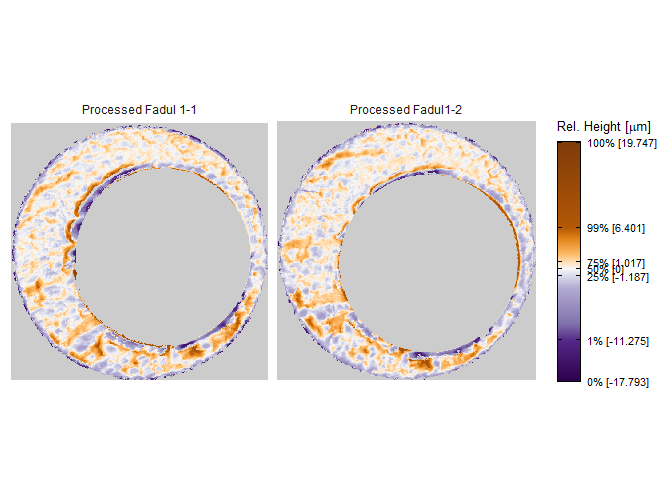 Processed Fadul 1-1
Processed Fadul1-2
Rel. Height [μm]
100% [19.747]
99% [6.401]
75% [1.017]
50% [0]
25% [-1.187]
1% [-11.275]
0% [-17.793]